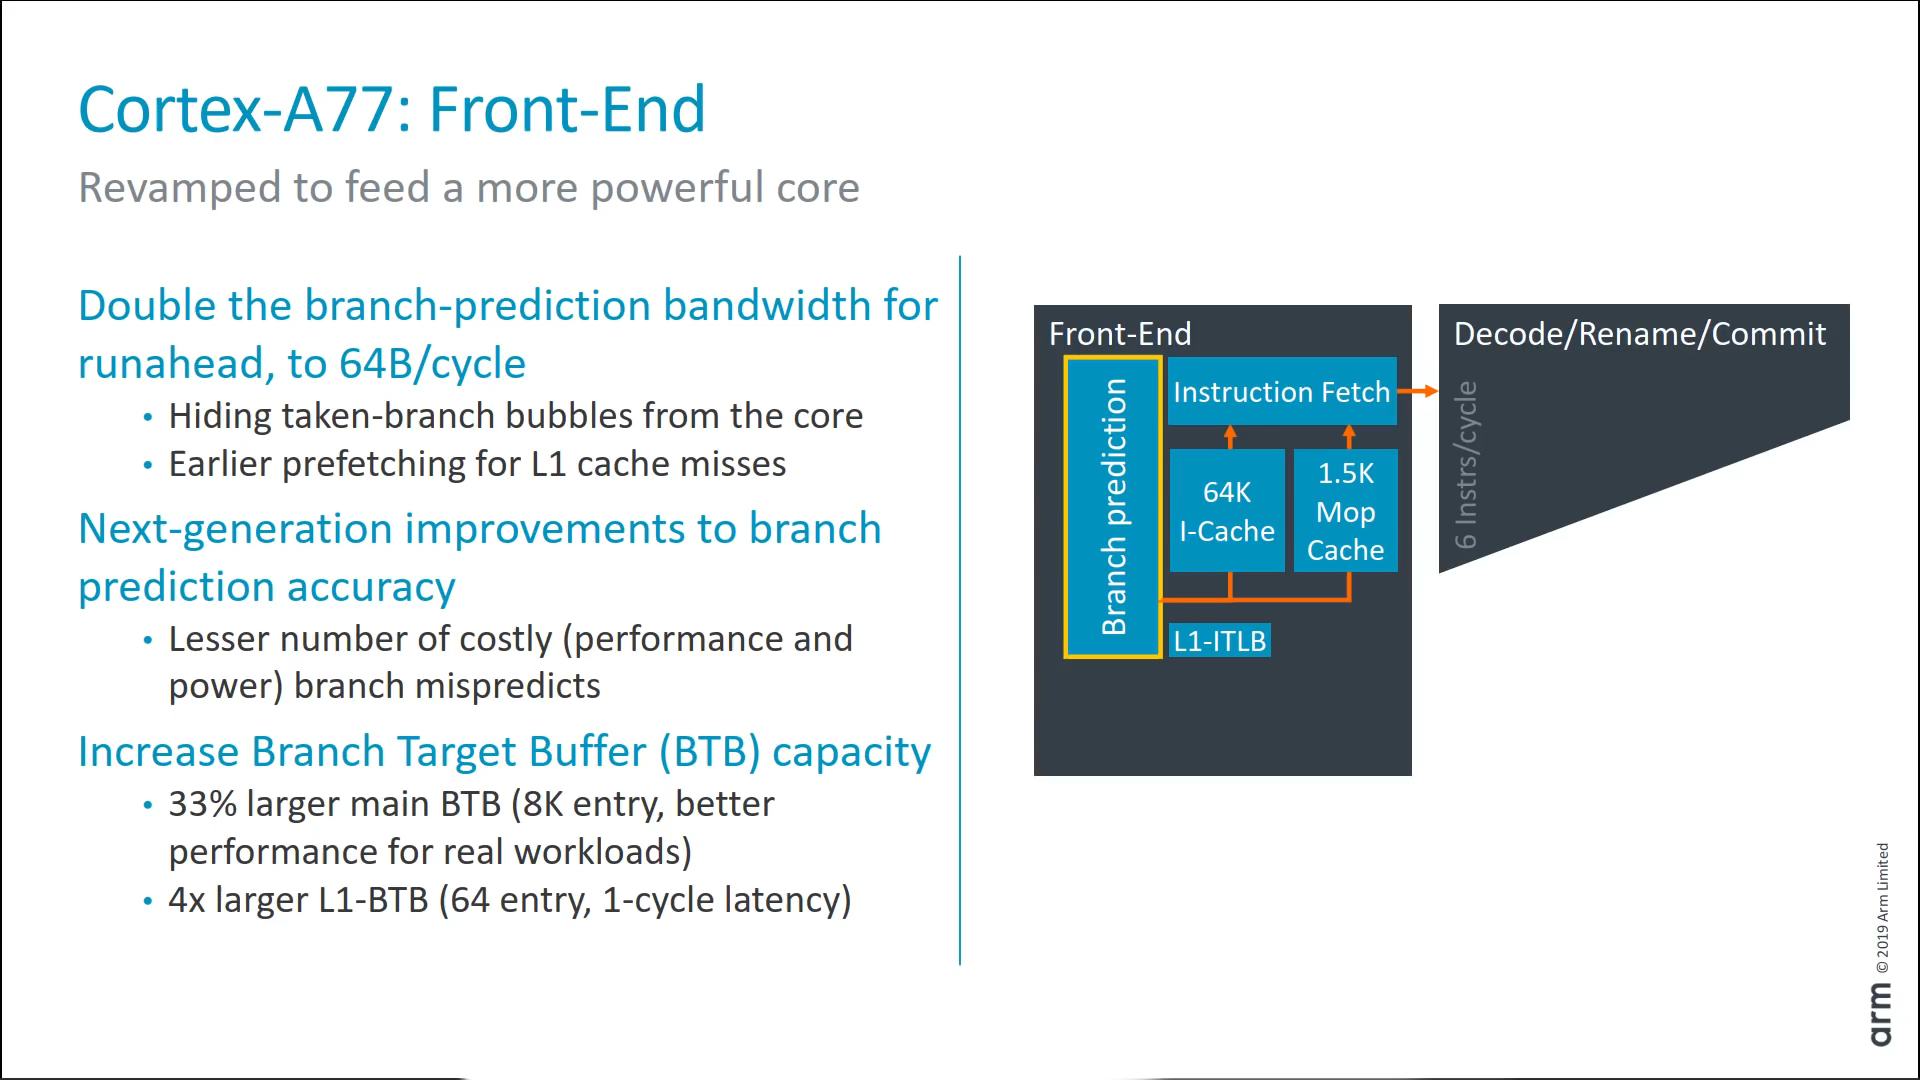 Cortex-A77: Front-End
Revamped to feed a more powerful core
Double the branch-prediction bandwidth for
runahead, to 64B/cycle
• Hiding taken-branch bubbles from the core
• Earlier prefetching for L1 cache misses
Next-generation improvements to branch
prediction accuracy
• Lesser number of costly (performance and
power) branch mispredicts
Increase Branch Target Buffer (BTB) capacity
• 33% larger main BTB (8K entry, better
performance for real workloads)
• 4x larger L1-BTB (64 entry, 1-cycle latency)
Front-End
Branch prediction
Instruction Fetch
64K
I-Cache
1.5K
Mop
Cache
L1-ITLB
Decode/Rename/Commit
6 Instrs/cycle
© 2019 Arm Limited
arm